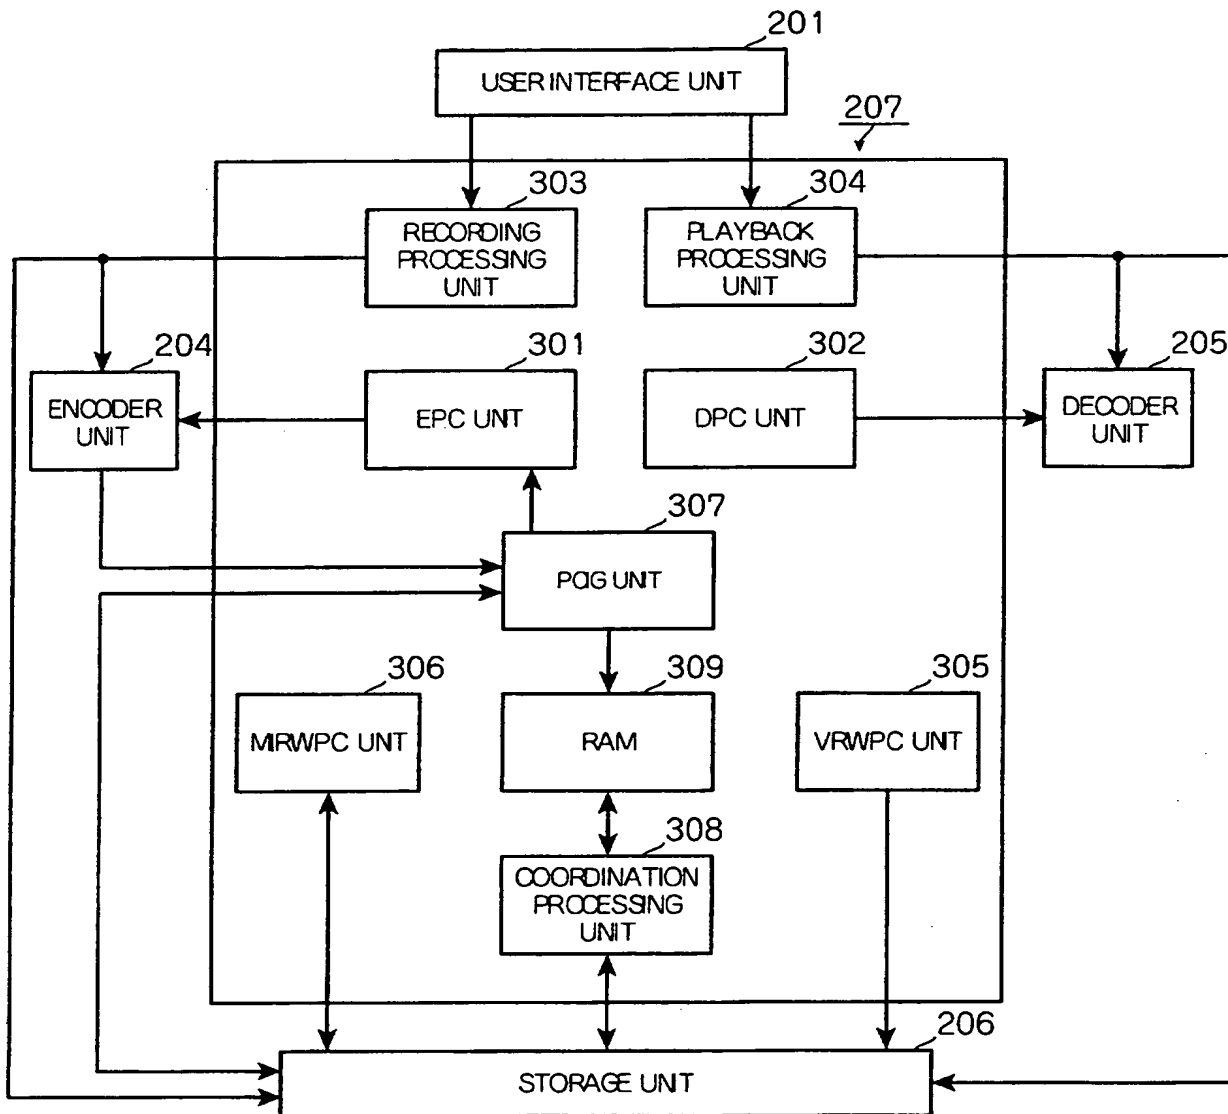 201
USER INTERFACE UNIT
207
303
304
RECORDING
PROCESSING
UNIT
PLAYBACK
PROCESSING
UNIT
204
301
302
205
ENCODER
UNIT
EPC UNIT
DPC UNIT
DECODER
UNIT
307
PCIG UNIT
306
309
305
MIRWPC UNIT
RAM
VRWPC UNIT
308
COORDINATION
PROCESSING
UNIT
206
STORAGE UNIT